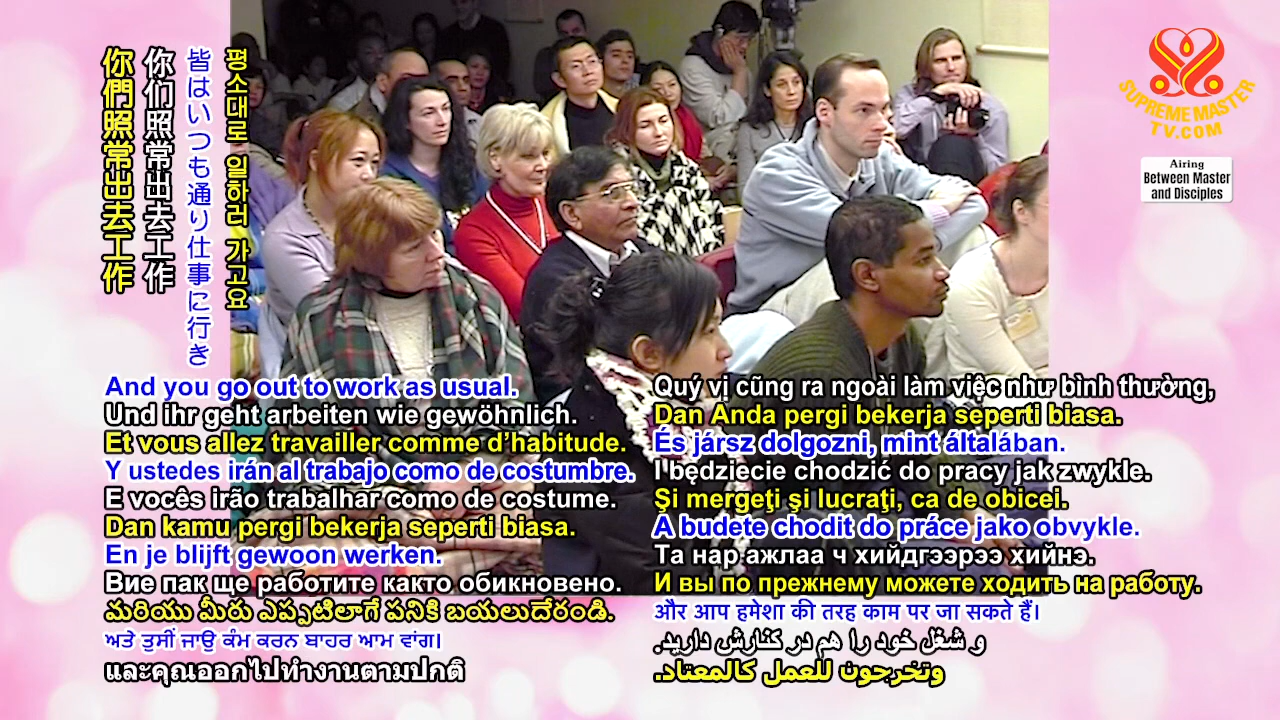 你們照常出去工作
你们照常出去工作
皆はいつも通り仕事に行き
평소대로 일하러 가고요
SUPREME MASTER
TV.COM
Airing
Between Master
and Disciples
And you go out to work as usual.
Und ihr geht arbeiten wie gewöhnlich.
Et vous allez travailler comme d’habitude.
Y ustedes irán al trabajo como de costumbre.
E vocês irão trabalhar como de costume.
Dan kamu pergi bekerja seperti biasa.
En je blijft gewoon werken.
Вие пак ще работите както обикновено.
మరియు మీరు ఎప్పటిలాగే పనికి బయలుదేరండి.
ਅਤੇ ਤੁਸੀਂ ਜਾਉ ਕੰਮ ਕਰਨ ਬਾਹਰ ਆਮ ਵਾਂਗ।
และคุณออกไปทำงานตามปกติ
Quý vị cũng ra ngoài làm việc như bình thường,
Dan Anda pergi bekerja seperti biasa.
És jársz dolgozni, mint általában.
I będziecie chodzić do pracy jak zwykle.
Şi mergeţi şi lucraţi, ca de obicei.
A budete chodit do práce jako obvykle.
Та нар ажлаа ч хийдгээрээ хийнэ.
И вы по прежнему можете ходить на работу.
और आप हमेशा की तरह काम पर जा सकते हैं।
و شغل خود را هم در کنارش دارید.
وتخرجون للعمل كالمعتاد.